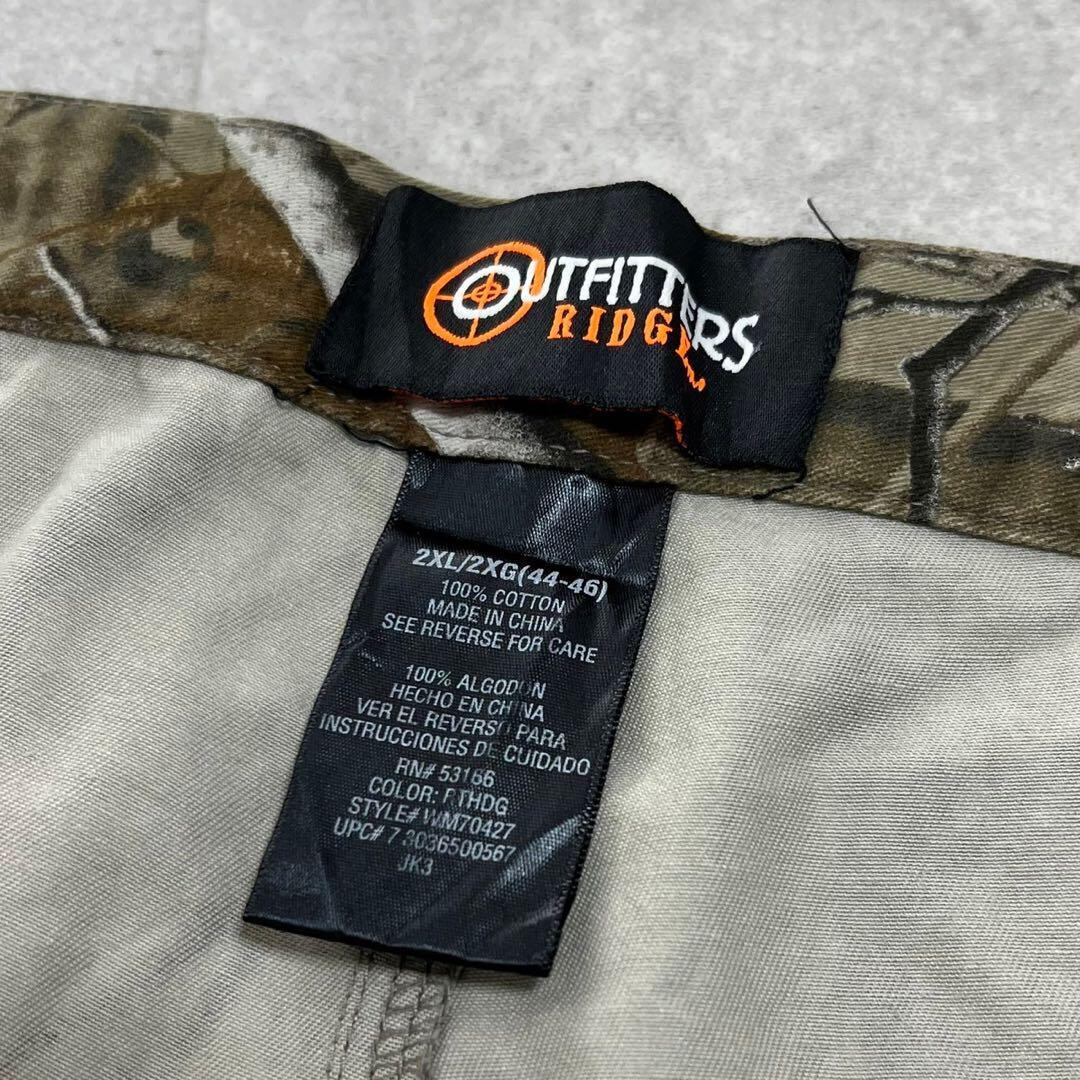 OUTFITTERS
RIDGE
2XL/2XG(44-46)
100% COTTON
MADE IN CHINA
SEE REVERSE FOR CARE
100% ALGODON
HECHO EN CHINA
VER EL REVERSO PARA
INSTRUCCIONES DE CUIDADO
RN# 53166
COLOR: RTHDG
STYLE# WM70427
UPC# 7 3036500567
JK3